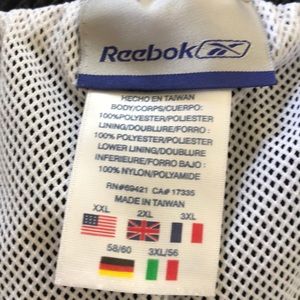 Reebok
HECHO EN TAIWAN
BODY/CORPS/CUERPO:
100%POLYESTER/POLIESTER
LINING/DOUBLURE/FORRO:
100% POLYESTER/POLIESTER
LOWER LINING/DOUBLURE
INFERIEURE/FORRO BAJO:
100% NYLON/POLYAMIDE
RN#69421 CA# 17335
MADE IN TAIWAN
XXL 2XL 3XL
58/60 3XL/56